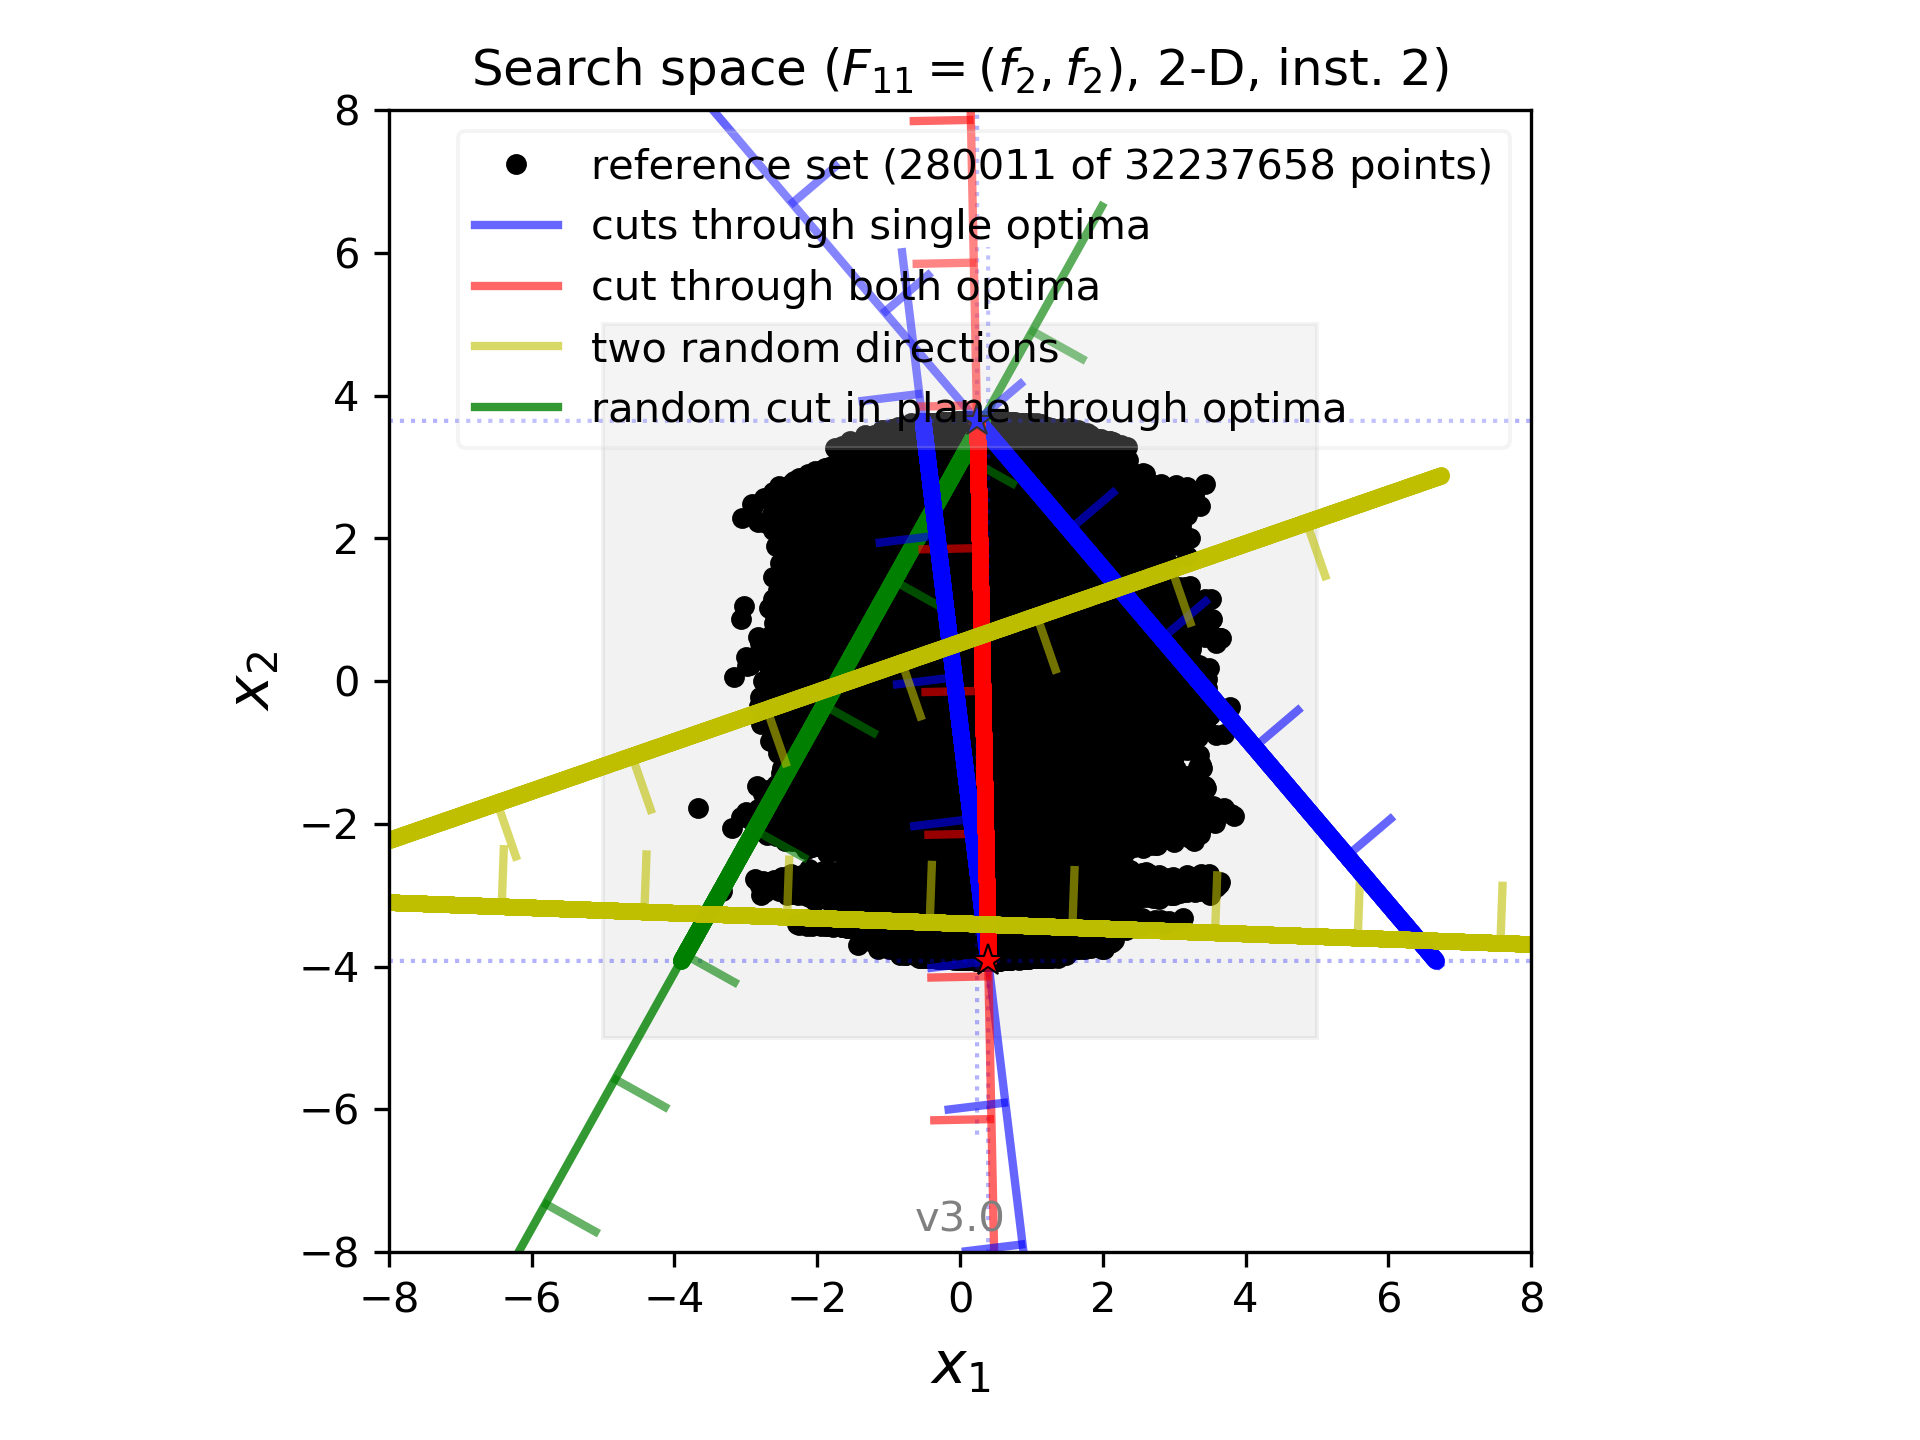 Search space (F₁₁ = (f₂, f₂), 2-D, inst. 2)
reference set (280011 of 32237658 points)
cuts through single optima
cut through both optima
two random directions
random cut in plane through optima
8
6
4
2
0
−2
−4
−6
−8
x₂
v3.0
−8 −6 −4 −2 0 2 4 6 8
x₁